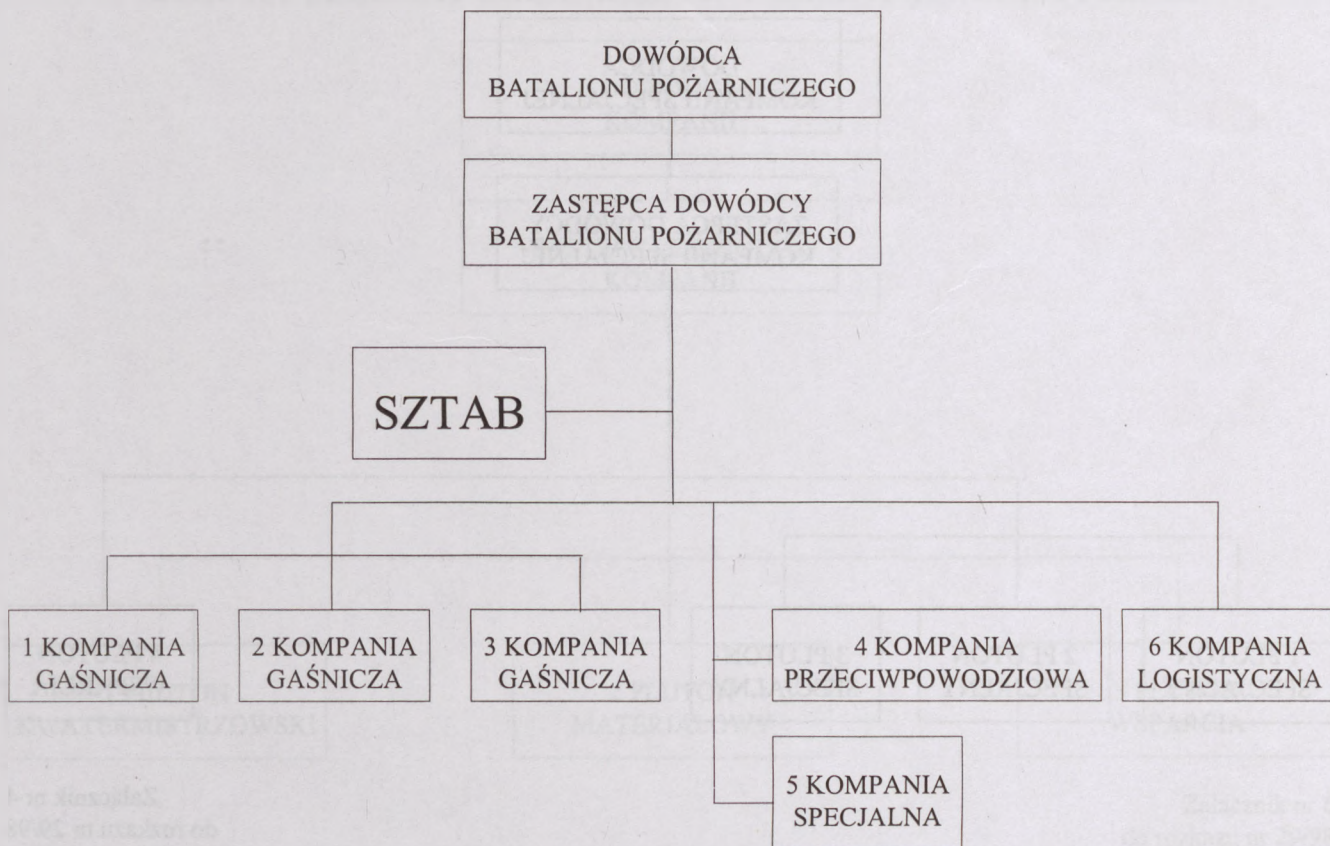 DOWÓDCA
BATALIONU POŻARNICZEGO
ZASTĘPCA DOWÓDCY
BATALIONU POŻARNICZEGO
SZTAB
1 KOMPANIA
GAŚNICZA
2 KOMPANIA
GAŚNICZA
3 KOMPANIA
GAŚNICZA
4 KOMPANIA
PRZECIWPOWODZIOWA
6 KOMPANIA
LOGISTYCZNA
5 KOMPANIA
SPECJALNA